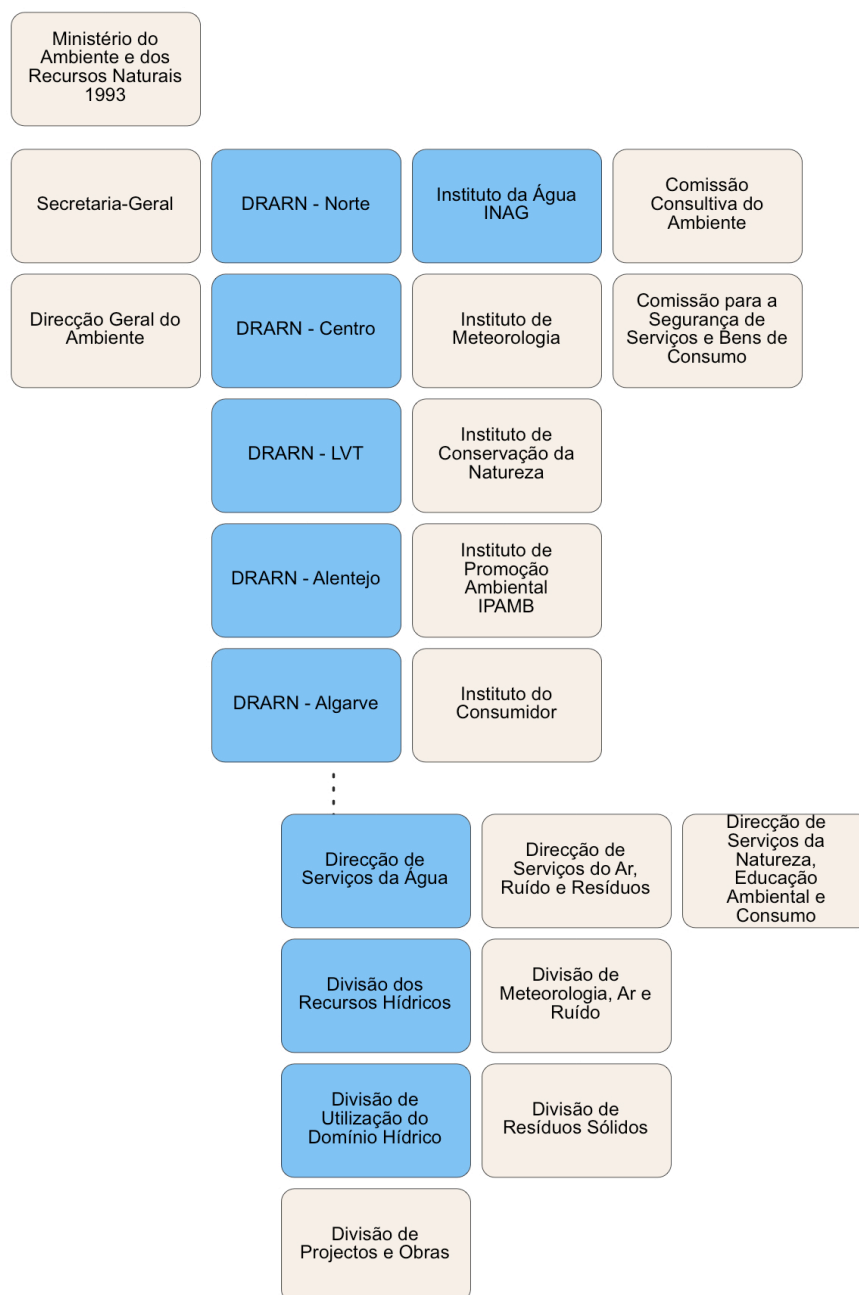 Ministério do
Ambiente e dos
Recursos Naturais
1993
Secretaria-Geral
DRARN - Norte
Instituto da Água
INAG
Comissão
Consultiva do
Ambiente
Direcção Geral do
Ambiente
DRARN - Centro
Instituto de
Meteorologia
Comissão para a
Segurança de
Serviços e Bens de
Consumo
DRARN - LVT
Instituto de
Conservação da
Natureza
DRARN - Alentejo
Instituto de
Promoção
Ambiental
IPAMB
DRARN - Algarve
Instituto do
Consumidor
Direcção de
Serviços da Água
Direcção de
Serviços do Ar,
Ruído e Resíduos
Direcção de
Serviços da
Natureza,
Educação
Ambiental e
Consumo
Divisão dos
Recursos Hídricos
Divisão de
Meteorologia, Ar e
Ruído
Divisão de
Utilização do
Domínio Hídrico
Divisão de
Resíduos Sólidos
Divisão de
Projectos e Obras